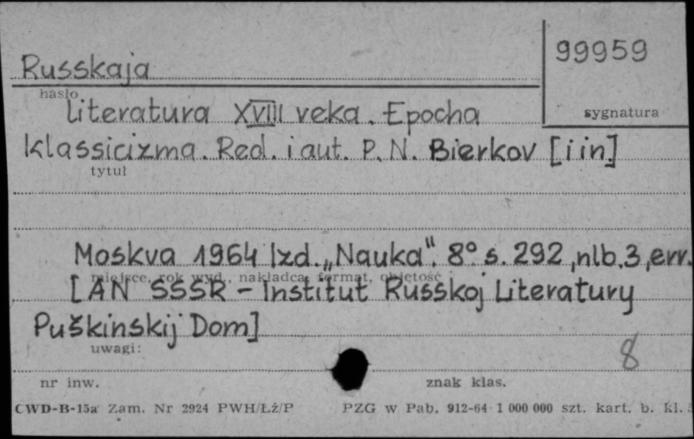 Russkaja
99959
hasło
literatura XVIII veka. Epocha
sygnatura
klassicizma. Red. i aut. P. N. Bierkov [i in.]
tytuł
Moskva 1964 Izd. „Nauka". 8° s. 292, nlb. 3, err.
miejsce, rok wyd., nakładca, format, objętość
[AN SSSR - Institut Russkoj Literatury
Puškinskij Dom]
uwagi:
8
nr inw. znak klas.
CWD-B-15a Zam. Nr 2924 PWH/Łź/P PZG w Pab. 912-64 1 000 000 szt. kart. b. kl.